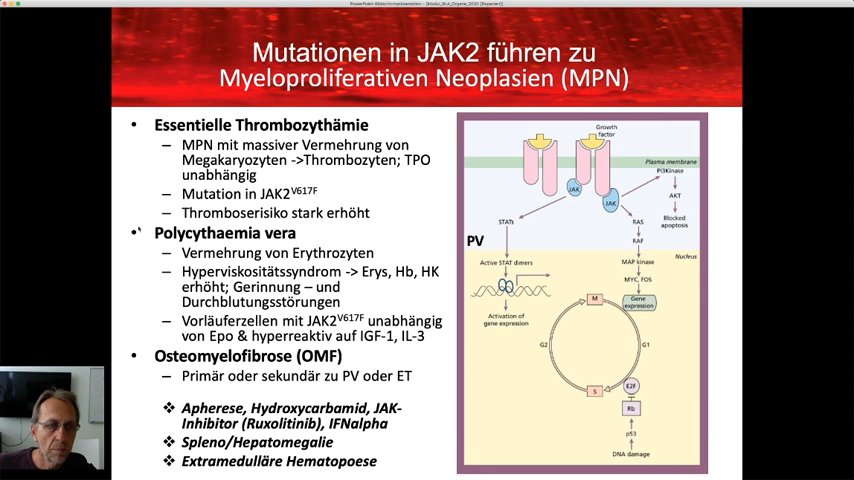 PowerPoint-Bildschirmpräsentation - [Modul_Blut_Organe_2020 [Repariert]]
Mutationen in JAK2 führen zu
Myeloproliferativen Neoplasien (MPN)
• Essentielle Thrombozythämie
– MPN mit massiver Vermehrung von
Megakaryozyten ->Thrombozyten; TPO
unabhängig
– Mutation in JAK2V617F
– Thromboserisiko stark erhöht
• Polycythaemia vera
– Vermehrung von Erythrozyten
– Hyperviskositätssyndrom -> Erys, Hb, HK
erhöht; Gerinnung – und
Durchblutungsstörungen
– Vorläuferzellen mit JAK2V617F unabhängig
von Epo & hyperreaktiv auf IGF-1, IL-3
• Osteomyelofibrose (OMF)
– Primär oder sekundär zu PV oder ET
❖ Apherese, Hydroxycarbamid, JAK-
Inhibitor (Ruxolitinib), IFNalpha
❖ Spleno/Hepatomegalie
❖ Extramedulläre Hematopoese
Growth
factor
Plasma membrane
PI3Kinase
JAK
JAK
AKT
STATs
RAS
Blocked
apoptosis
RAF
PV
Nucleus
Active STAT dimers
MAP kinase
MYC, FOS
M
Gene
expression
Activation of
gene expression
G2
G1
S
E2F
Rb
p53
DNA damage